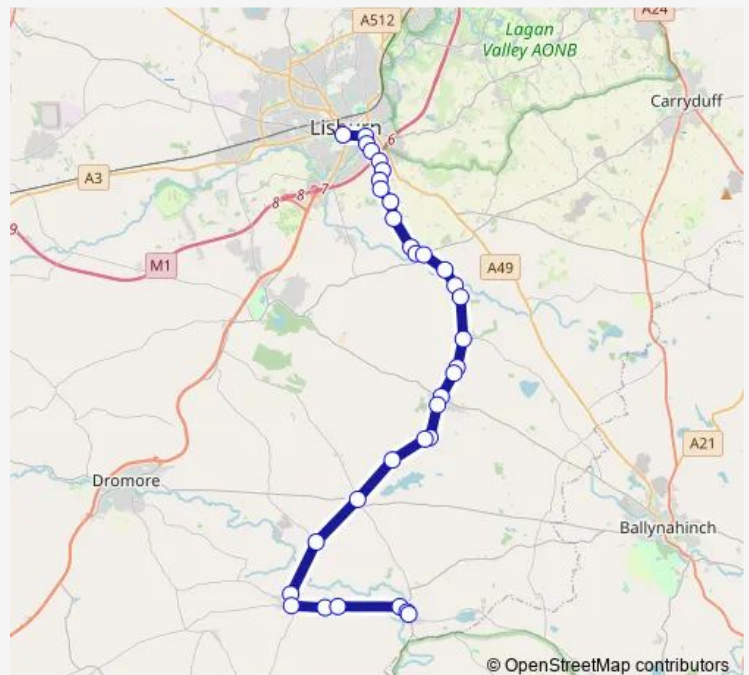 A512
A24
Lagan
Valley AONB
Carryduff
Lisburn
6
A3
8
8
7
9
M1
A49
A21
Dromore
Ballynahinch
© OpenStreetMap contributors